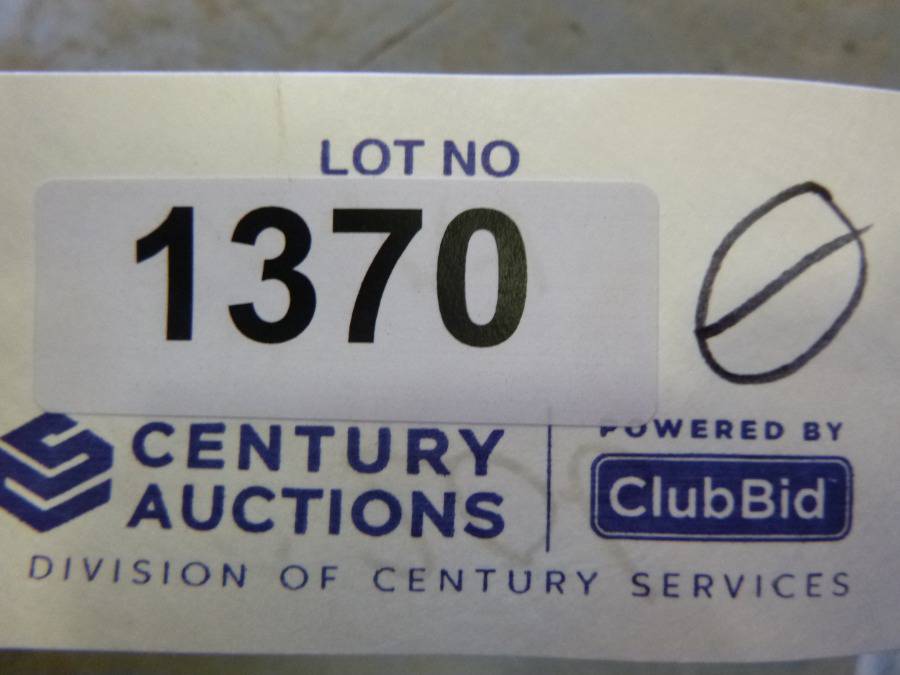 LOT NO
1370
CENTURY
AUCTIONS
POWERED BY
ClubBid
DIVISION OF CENTURY SERVICES